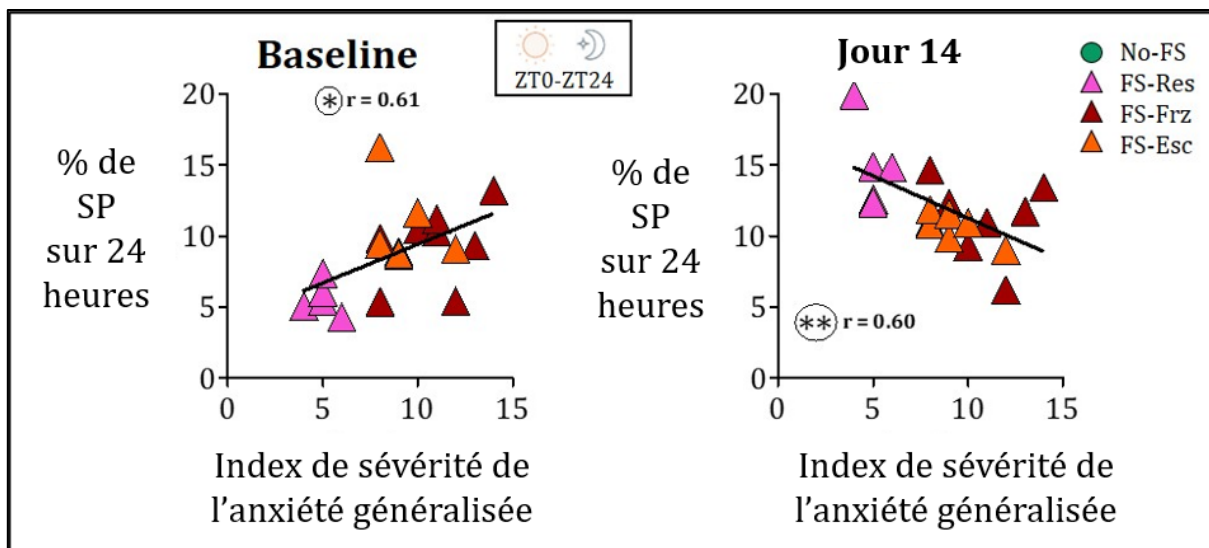 Baseline
ZT0-ZT24
Jour 14
No-FS
FS-Res
FS-Frz
FS-Esc
% de
SP
sur 24
heures
20
15
10
5
0
* r = 0.61
0 5 10 15
Index de sévérité de
l’anxiété généralisée
% de
SP
sur 24
heures
20
15
10
5
0
** r = 0.60
0 5 10 15
Index de sévérité de
l’anxiété généralisée